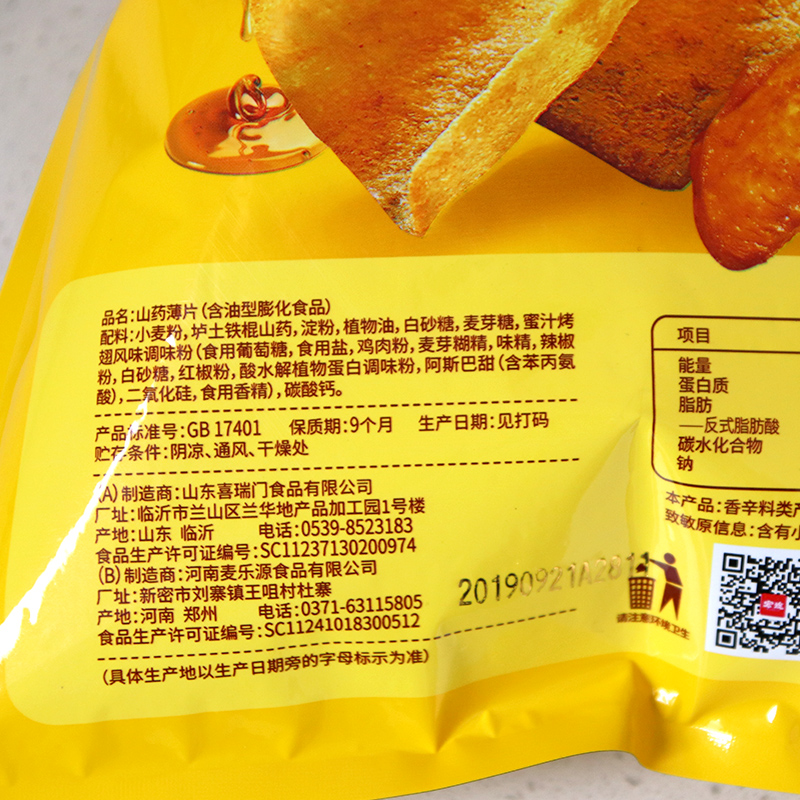 品名:山药薄片(含油型膨化食品)
配料:小麦粉,垆土铁棍山药,淀粉,植物油,白砂糖,麦芽糖,蜜汁烤
翅风味调味粉(食用葡萄糖,食用盐,鸡肉粉,麦芽糊精,味精,辣椒
粉,白砂糖,红椒粉,酸水解植物蛋白调味粉,阿斯巴甜(含苯丙氨
酸),二氧化硅,食用香精),碳酸钙。
产品标准号:GB 17401 保质期:9个月 生产日期:见打码
贮存条件:阴凉、通风、干燥处
(A)制造商:山东喜瑞门食品有限公司
厂址:临沂市兰山区兰华地产品加工园1号楼
产地:山东 临沂 电话:0539-8523183
食品生产许可证编号:SC11237130200974
(B)制造商:河南麦乐源食品有限公司
厂址:新密市刘寨镇王咀村杜寨
产地:河南 郑州 电话:0371-63115805
食品生产许可证编号:SC11241018300512
(具体生产地以生产日期旁的字母标示为准)
20190921A2811
请注意环境卫生
项目
能量
蛋白质
脂肪
——反式脂肪酸
碳水化合物
钠
本产品:香辛料类产
致敏原信息:含有小